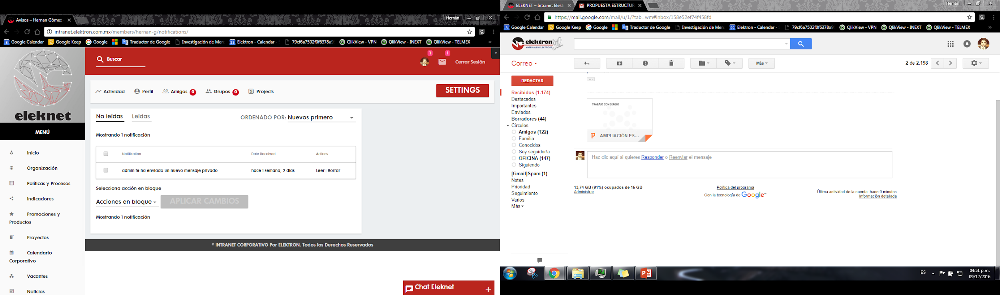 Avisos – Hernan Gómez
Hernán
intranet.elektron.com.mx/members/hernan-g/notifications/
Google Calendar
Google Keep
Google
Traductor de Google
Investigación de Merc
Elektron - Calendar -
79cf6a7502f0f6378a9
QlikView - VPN
QlikView - INEXT
QlikView - TELMEX
»
eleknet
MENÚ
Inicio
Organización
Políticas y Procesos
Indicadores
Promociones y
Productos
Proyectos
Calendario
Corporativo
Vacantes
Noticias
Buscar
1
1
Cerrar Sesión
Actividad
Perfil
Amigos 0
Grupos 0
Projects
SETTINGS
No leídas
Leídas
ORDENADO POR: Nuevos primero
Mostrando 1 notificación
Notification
Date Received
Actions
admin te ha enviado un nuevo mensaje privado
hace 1 semana, 2 dias
Leer | Borrar
Selecciona acción en bloque
Acciones en bloque
APLICAR CAMBIOS
Mostrando 1 notificación
© INTRANET CORPORATIVO Por ELEKTRON. Todos los Derechos Reservados
Chat Eleknet
+
ELEKNET – Intranet Elekt
PROPUESTA ESTRUCTUR
Hernán
https://mail.google.com/mail/u/1/?tab=wm#inbox/158e52ef74f458fd
Google Calendar
Google Keep
Google
Traductor de Google
Investigación de Merc
Elektron - Calendar -
79cf6a7502f0f6378a9
QlikView - VPN
QlikView - INEXT
QlikView - TELMEX
»
elektron
MATERIALES ELECTRICOS
Correo
Más
2 de 2.198
REDACTAR
Recibidos (1.174)
Destacados
Importantes
Enviados
Borradores (44)
Círculos
Amigos (122)
Familia
Conocidos
Soy seguidor/a
OFICINA (147)
Siguiendo
[Gmail]Spam (1)
Notes
Prioridad
Seguimiento
Varios
Más
TRABAJO CON SERGIO
P AMPLIACIÓN ES...
Haz clic aquí si quieres Responder o Reenviar el mensaje
13,74 GB (91%) ocupados de 15 GB
Administrar
Política del programa
Con la tecnología de Google™
Última actividad de la cuenta: hace 0 minutos
Información detallada
ES
04:51 p.m.
09/12/2016